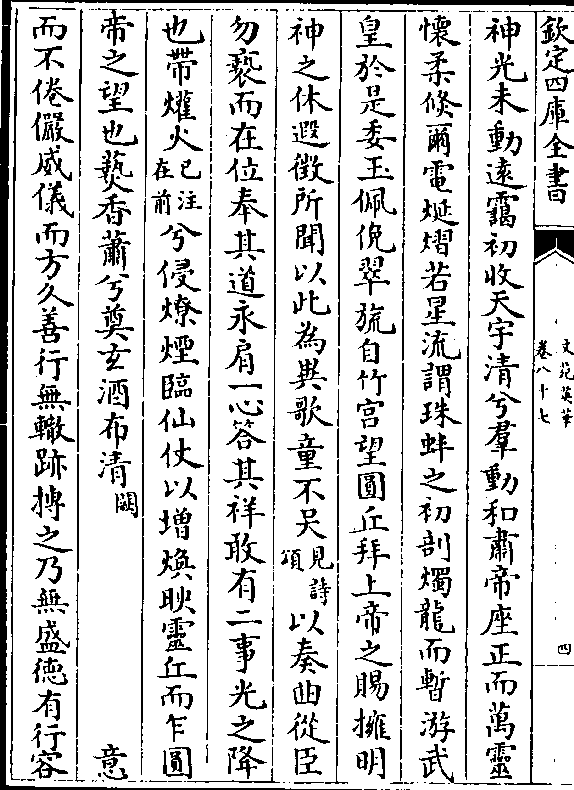 欽定四庫全書
文苑英華
卷八十七
四
神光未動遠靄初收天宇清兮羣動和肅帝座正而萬靈
懷柔倐爾電烻熠若星流謂珠蚌之初剖燭龍而暫游武
皇於是委玉佩俛翠旒自竹宫望圓丘拜上帝之賜擁明
神之休遐徵所聞以此為興歌童不吴見詩頌以奏曲從臣
勿褻而在位奉其道永肩一心答其祥敢有二事光之降
也帶爟火已注在前兮侵燎煙臨仙仗以増煥映靈丘而乍圓
帝之望也爇香蕭兮奠玄酒布清闕意
而不倦儼威儀而方久善行無轍跡摶之乃無盛徳有行容